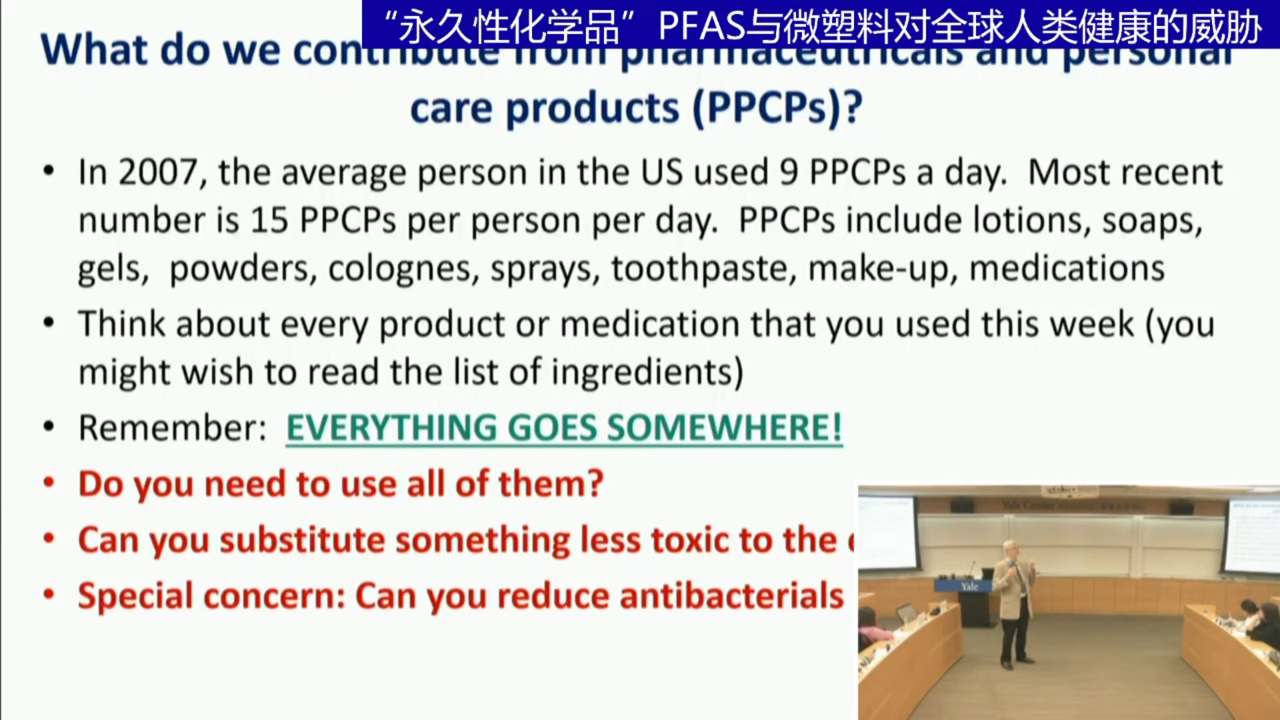 “永久性化学品”PFAS与微塑料对全球人类健康的威胁
What do we contribute from pharmaceuticals and personal
care products (PPCPs)?
• In 2007, the average person in the US used 9 PPCPs a day. Most recent
number is 15 PPCPs per person per day. PPCPs include lotions, soaps,
gels, powders, colognes, sprays, toothpaste, make-up, medications
• Think about every product or medication that you used this week (you
might wish to read the list of ingredients)
• Remember: EVERYTHING GOES SOMEWHERE!
• Do you need to use all of them?
• Can you substitute something less toxic to the
• Special concern: Can you reduce antibacterials
Yale Center
Yale